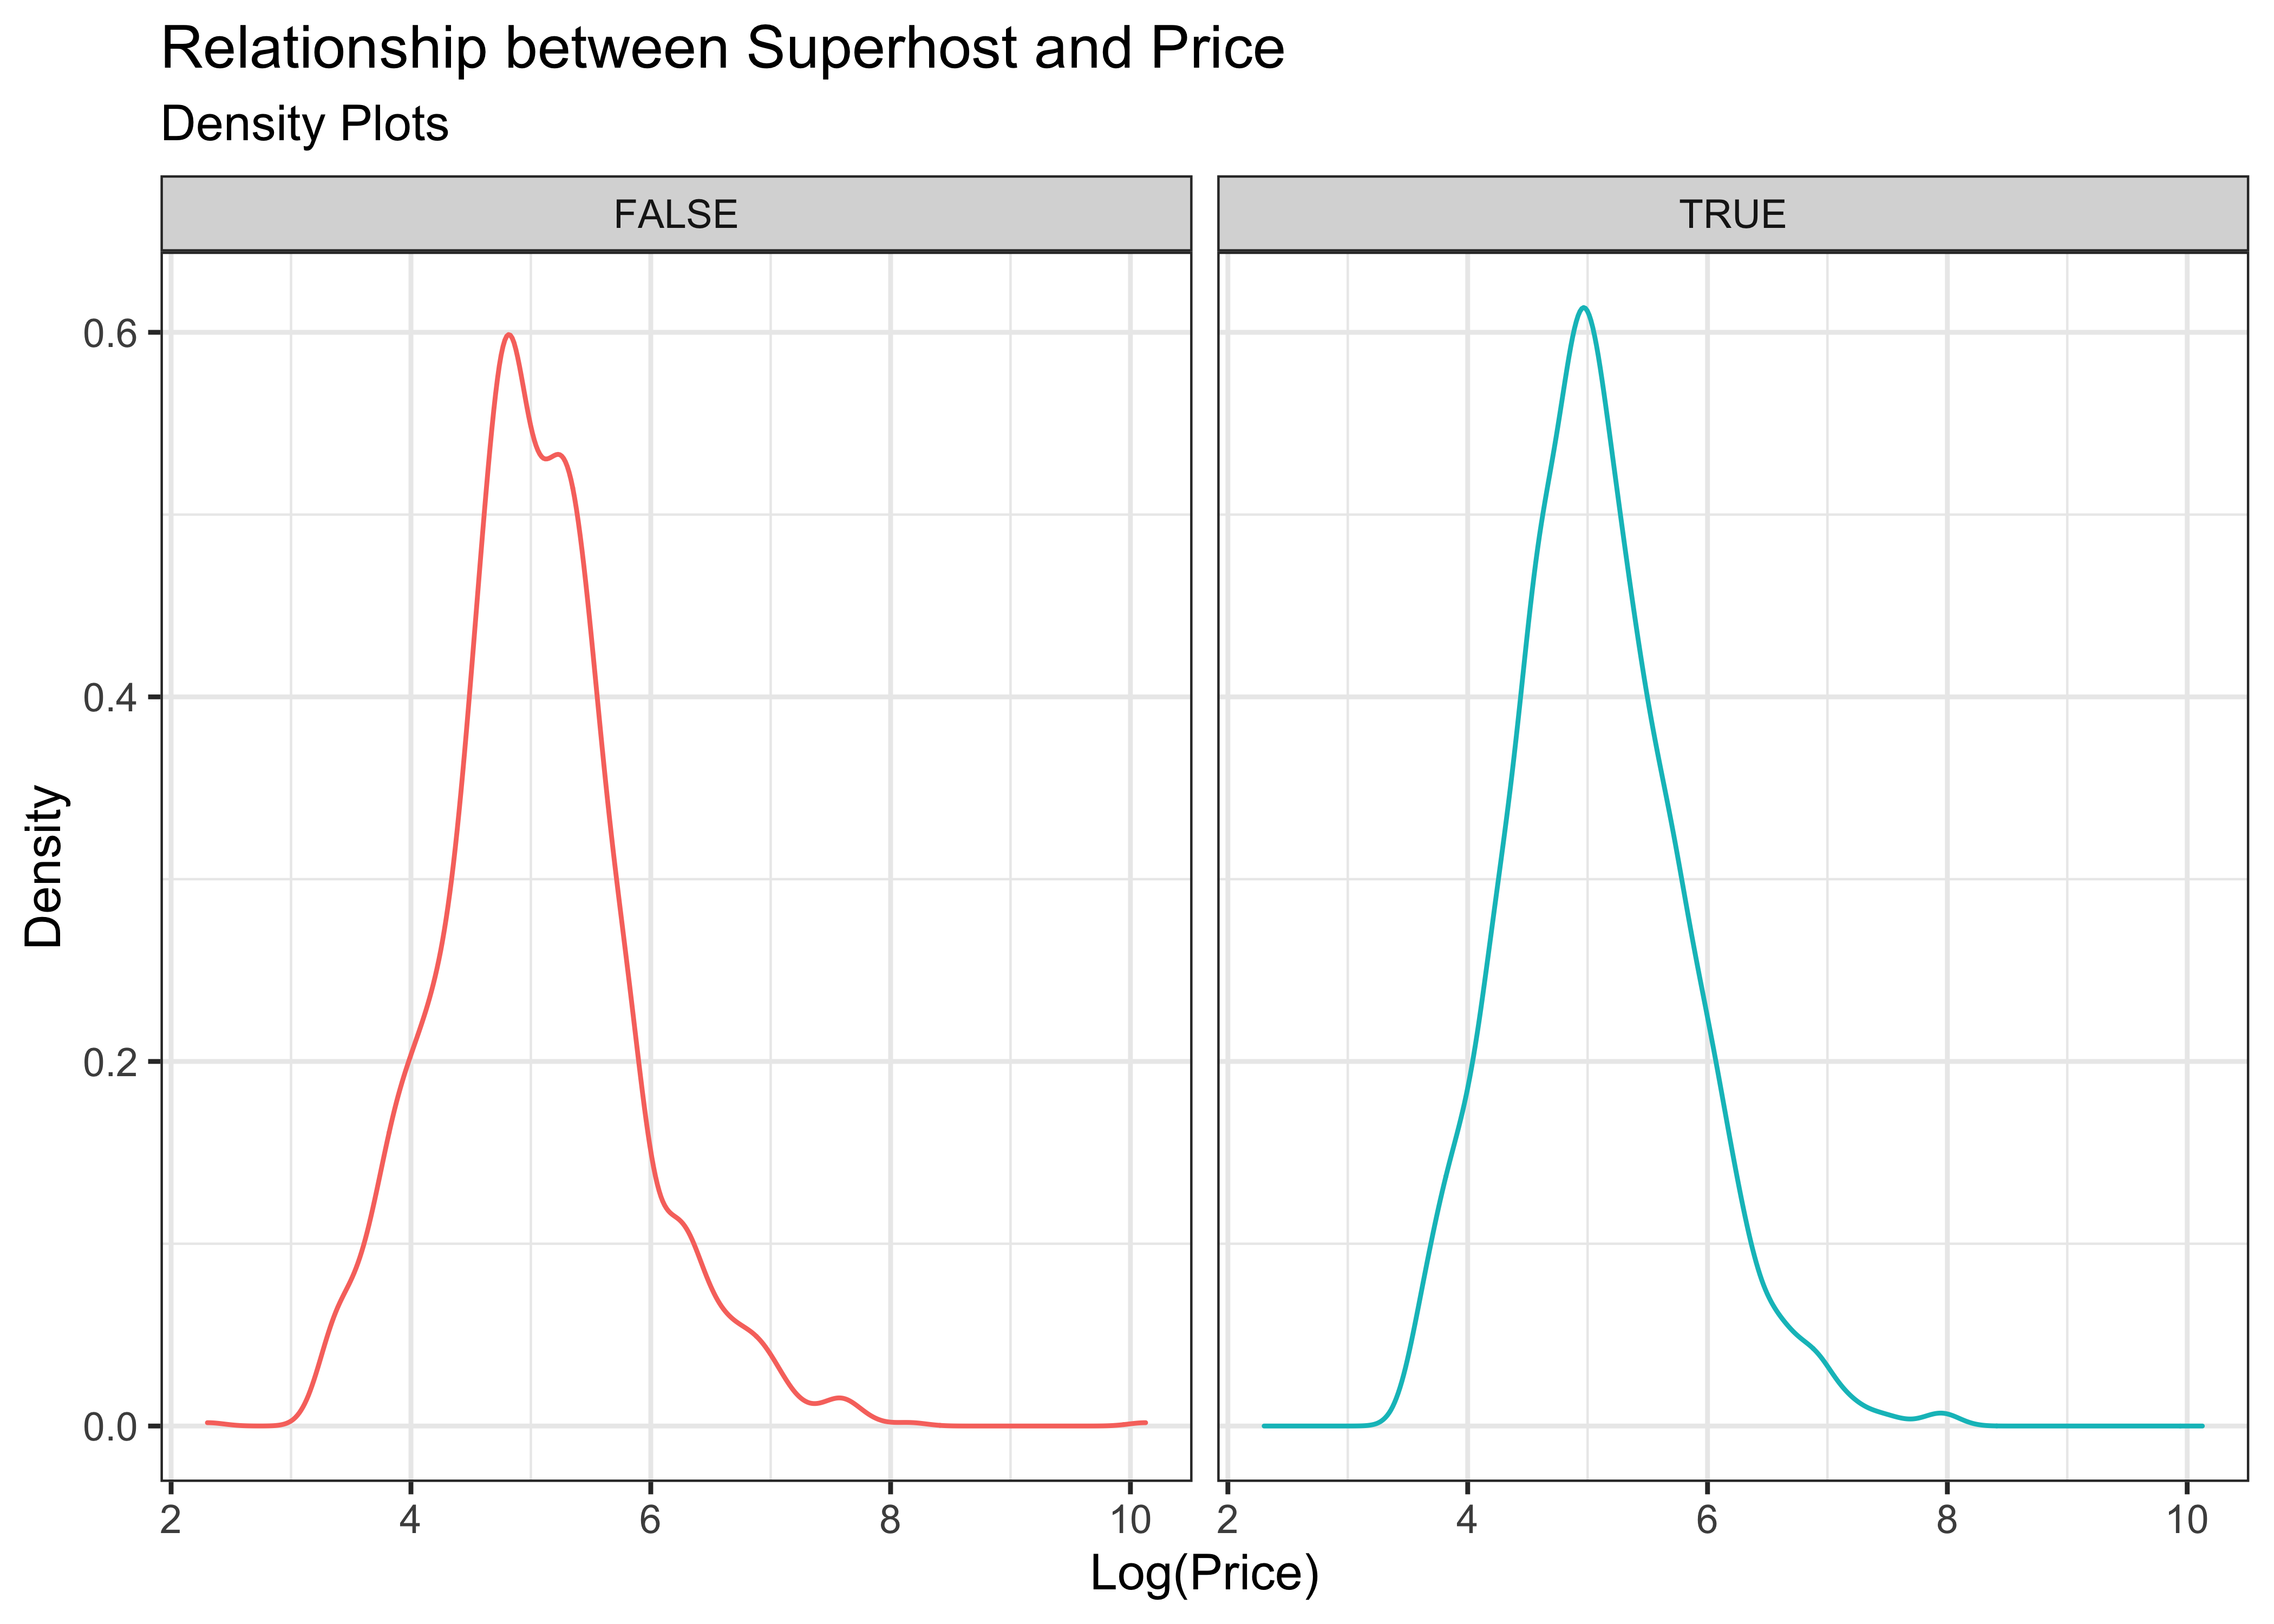 Relationship between Superhost and Price
Density Plots
FALSE
TRUE
Density
0.6
0.4
0.2
0.0
2 4 6 8 10
2 4 6 8 10
Log(Price)